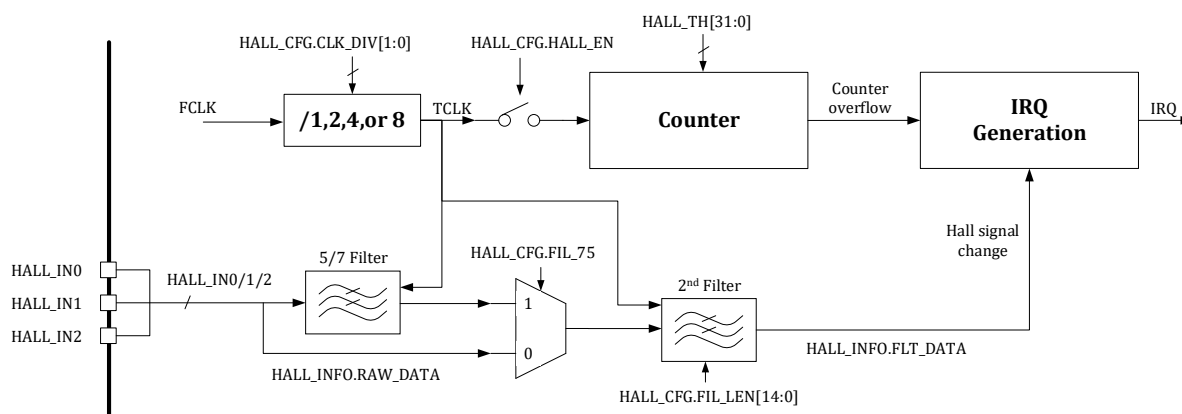 HALL_TH[31:0]
HALL_CFG.CLK_DIV[1:0]
HALL_CFG.HALL_EN
FCLK
/1,2,4,or 8
TCLK
Counter
Counter
overflow
IRQ
Generation
IRQ
Hall signal
change
HALL_IN0
HALL_IN1
HALL_IN2
HALL_IN0/1/2
5/7 Filter
HALL_CFG.FIL_75
1
0
2nd Filter
HALL_INFO.RAW_DATA
HALL_INFO.FLT_DATA
HALL_CFG.FIL_LEN[14:0]